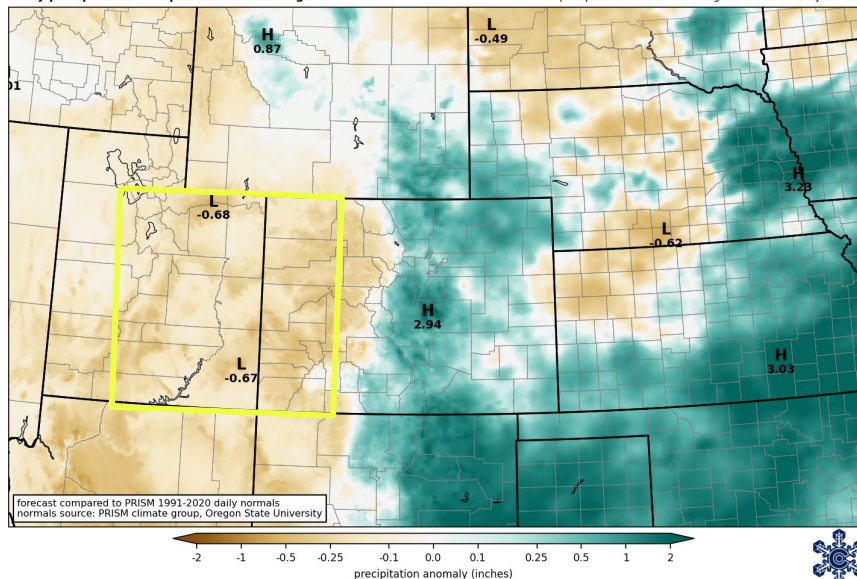 L
-0.49
H
0.87
01
H
3.23
L
-0.68
L
-0.62
H
2.94
H
3.03
L
-0.67
forecast compared to PRISM 1991-2020 daily normals
normals source: PRISM climate group, Oregon State University
-2 -1 -0.5 -0.25 -0.1 0.0 0.1 0.25 0.5 1 2
precipitation anomaly (inches)